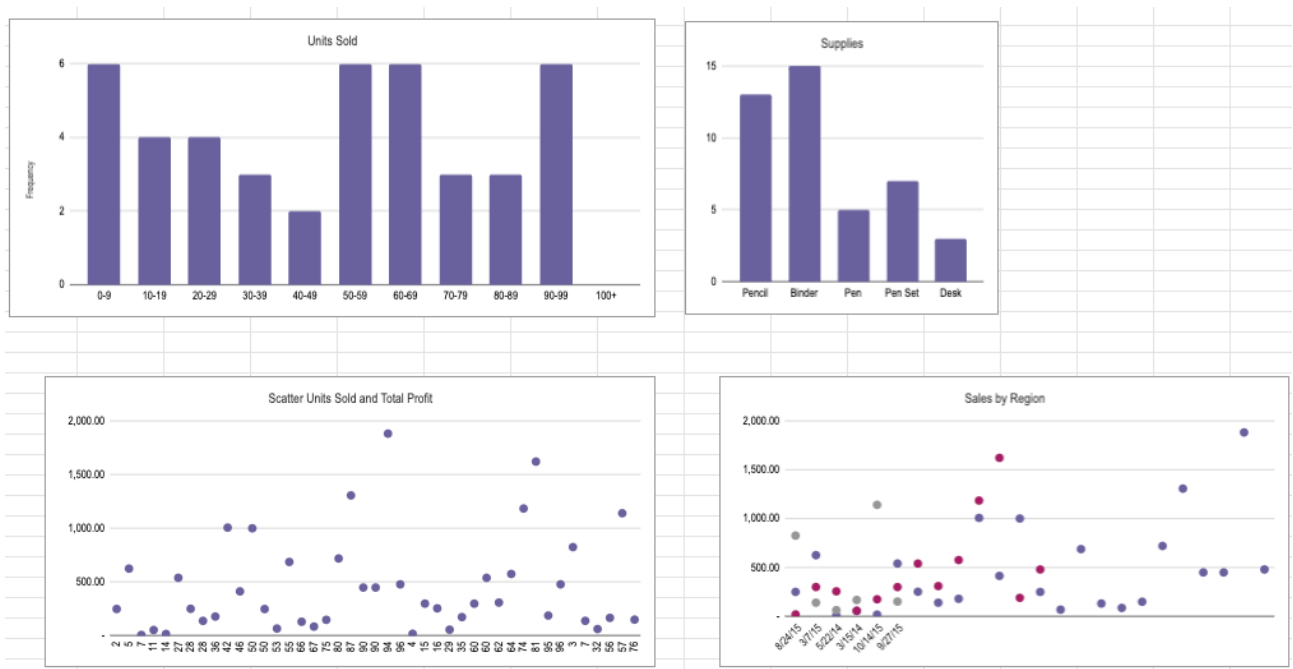 Units Sold
6
4
2
0
Frequency
0-9 10-19 20-29 30-39 40-49 50-59 60-69 70-79 80-89 90-99 100+
Supplies
15
10
5
0
Pencil Binder Pen Pen Set Desk
Scatter Units Sold and Total Profit
2,000.00
1,500.00
1,000.00
500.00
-
2 5 7 11 14 27 28 28 36 42 46 50 50 53 55 66 67 75 80 87 90 90 94 96 4 15 16 29 35 60 60 62 64 74 81 95 96 3 7 32 56 57 76
Sales by Region
2,000.00
1,500.00
1,000.00
500.00
-
8/24/15 3/7/15 5/22/14 3/15/14 10/14/15 9/27/15